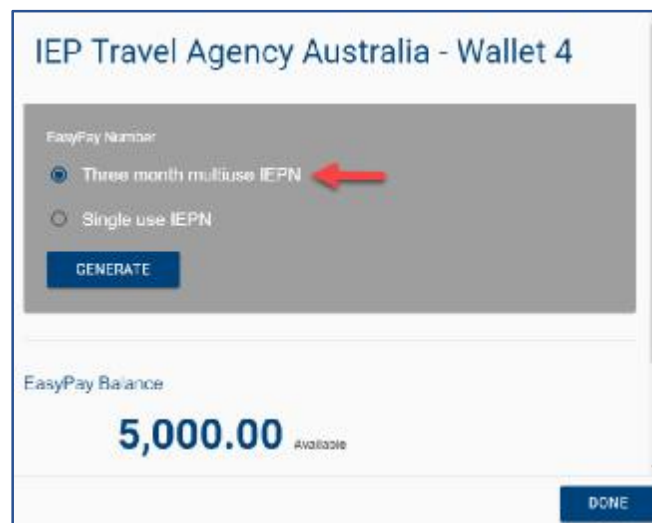 IEP Travel Agency Australia - Wallet 4
EasyPay Number
Three month multiuse IEPN
Single use IEPN
GENERATE
EasyPay Balance
5,000.00 Available
DONE